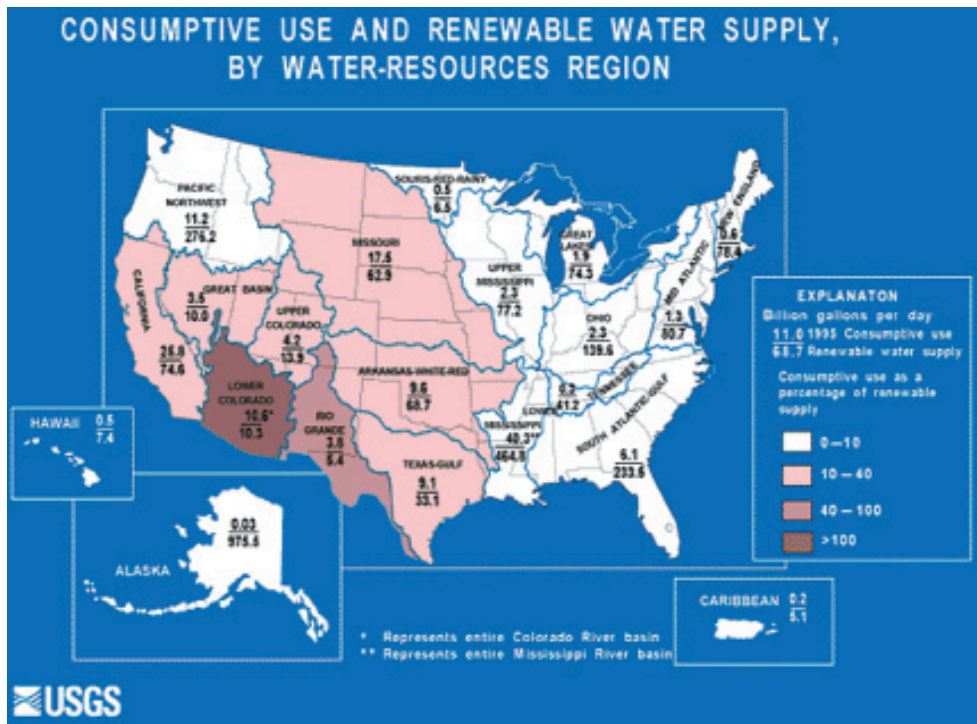 CONSUMPTIVE USE AND RENEWABLE WATER SUPPLY,
BY WATER-RESOURCES REGION
PACIFIC
NORTHWEST
11.2
276.2
SOURIS-RED-RAINY
0.5
6.5
MISSOURI
17.5
62.9
GREAT
LAKES
1.9
74.3
NEW ENGLAND
0.6
78.4
MID ATLANTIC
1.3
80.7
UPPER
MISSISSIPPI
2.3
77.2
OHIO
2.3
139.6
CALIFORNIA
25.8
74.6
GREAT BASIN
3.5
10.0
UPPER
COLORADO
4.2
13.9
ARKANSAS-WHITE-RED
9.6
68.7
TENNESSEE
0.3
41.2
LOWER
COLORADO
10.6*
10.3
RIO
GRANDE
5.4
LOWER
MISSISSIPPI
40.3**
SOUTH ATLANTIC-GULF
6.1
233.5
TEXAS-GULF
9.1
33.1
HAWAII
0.5
7.4
ALASKA
0.03
975.5
CARIBBEAN
0.2
5.1
EXPLANATON
Billion gallons per day
11.0 1995 Consumptive use
68.7 Renewable water supply
Consumptive use as a
percentage of renewable
supply
0—10
10—40
40—100
>100
* Represents entire Colorado River basin
** Represents entire Mississippi River basin
USGS